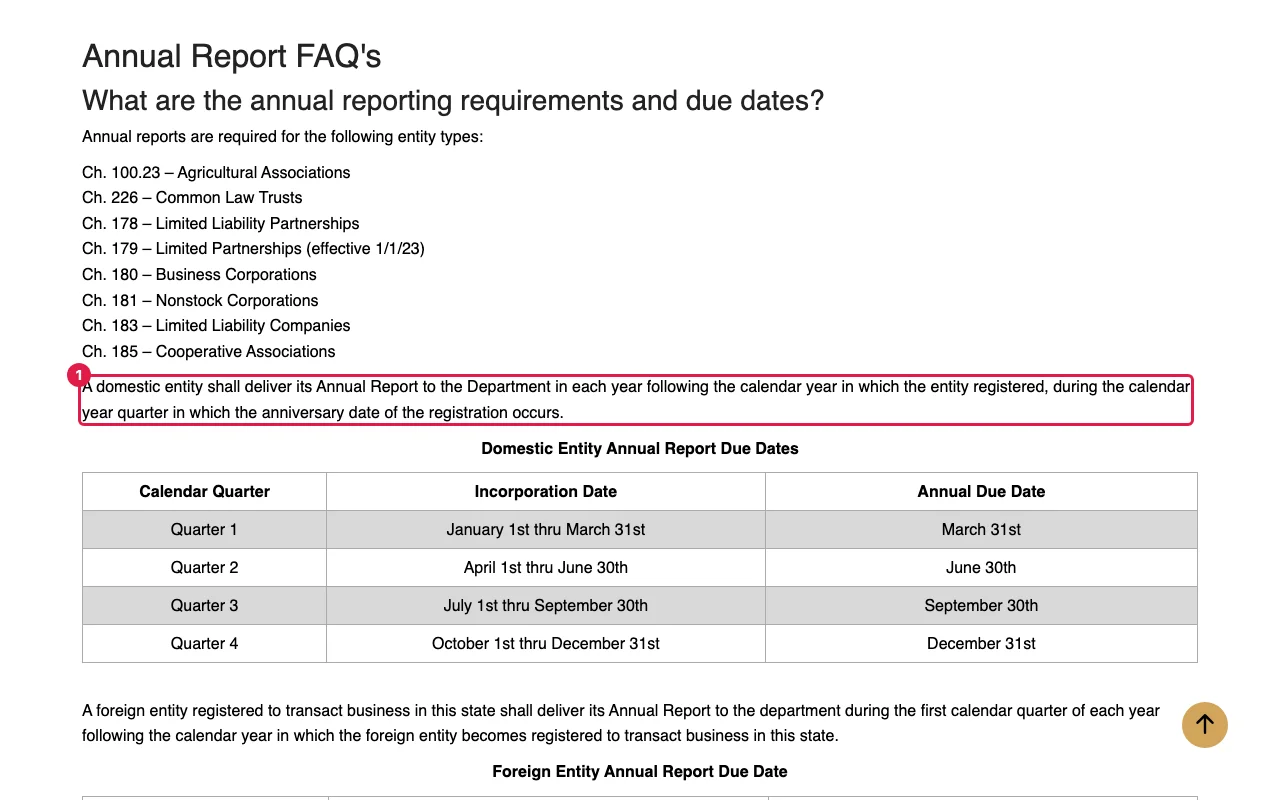 Annual Report FAQ's
What are the annual reporting requirements and due dates?
Annual reports are required for the following entity types:
Ch. 100.23 – Agricultural Associations
Ch. 226 – Common Law Trusts
Ch. 178 – Limited Liability Partnerships
Ch. 179 – Limited Partnerships (effective 1/1/23)
Ch. 180 – Business Corporations
Ch. 181 – Nonstock Corporations
Ch. 183 – Limited Liability Companies
Ch. 185 – Cooperative Associations
1
A domestic entity shall deliver its Annual Report to the Department in each year following the calendar year in which the entity registered, during the calendar
year quarter in which the anniversary date of the registration occurs.
Domestic Entity Annual Report Due Dates
Calendar Quarter Incorporation Date Annual Due Date
Quarter 1 January 1st thru March 31st March 31st
Quarter 2 April 1st thru June 30th June 30th
Quarter 3 July 1st thru September 30th September 30th
Quarter 4 October 1st thru December 31st December 31st
A foreign entity registered to transact business in this state shall deliver its Annual Report to the department during the first calendar quarter of each year
following the calendar year in which the foreign entity becomes registered to transact business in this state.
Foreign Entity Annual Report Due Date